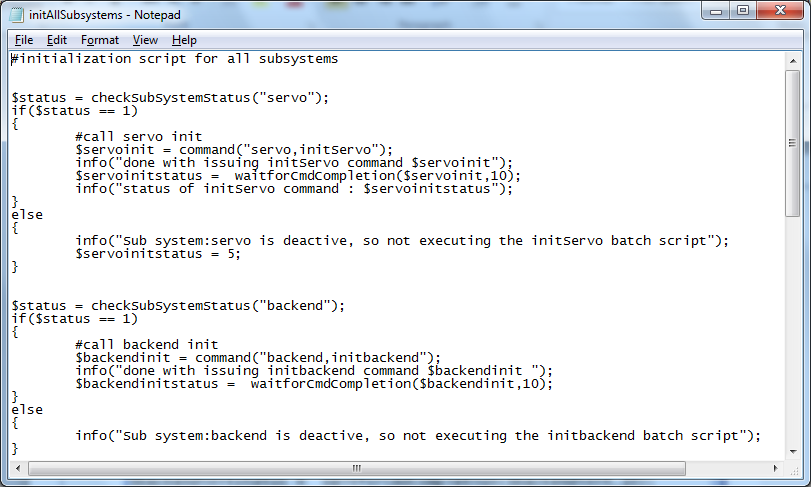 initAllSubsystems - Notepad
File Edit Format View Help
#initialization script for all subsystems
$status = checkSubSystemStatus("servo");
if($status == 1)
{
#call servo init
$servoinit = command("servo,initServo");
info("done with issuing initServo command $servoinit");
$servoinitstatus =  waitforCmdCompletion($servoinit,10);
info("status of initServo command : $servoinitstatus");
}
else
{
info("Sub system:servo is deactive, so not executing the initServo batch script");
$servoinitstatus = 5;
}
$status = checkSubSystemStatus("backend");
if($status == 1)
{
#call backend init
$backendinit = command("backend,initbackend");
info("done with issuing initbackend command $backendinit ");
$backendinitstatus =  waitforCmdCompletion($backendinit,10);
}
else
{
info("Sub system:backend is deactive, so not executing the initbackend batch script");
}